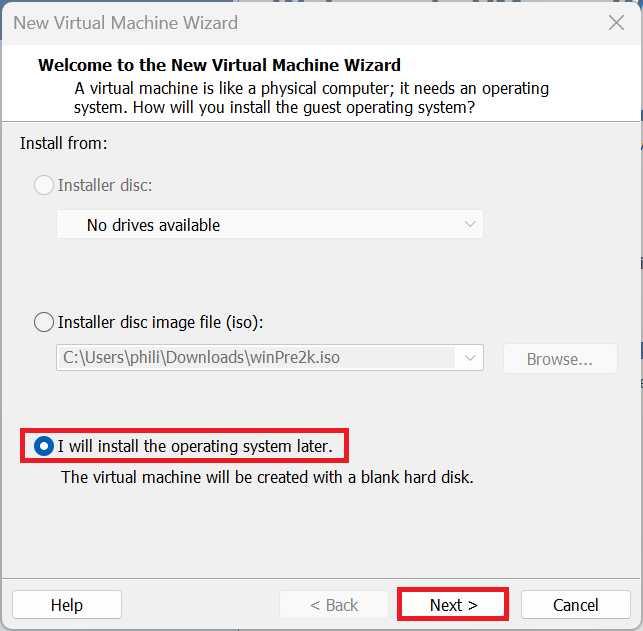 New Virtual Machine Wizard
Welcome to the New Virtual Machine Wizard
A virtual machine is like a physical computer; it needs an operating
system. How will you install the guest operating system?
Install from:
Installer disc:
No drives available
Installer disc image file (iso):
C:\Users\phili\Downloads\winPre2k.iso
Browse...
I will install the operating system later.
The virtual machine will be created with a blank hard disk.
Help
< Back
Next >
Cancel